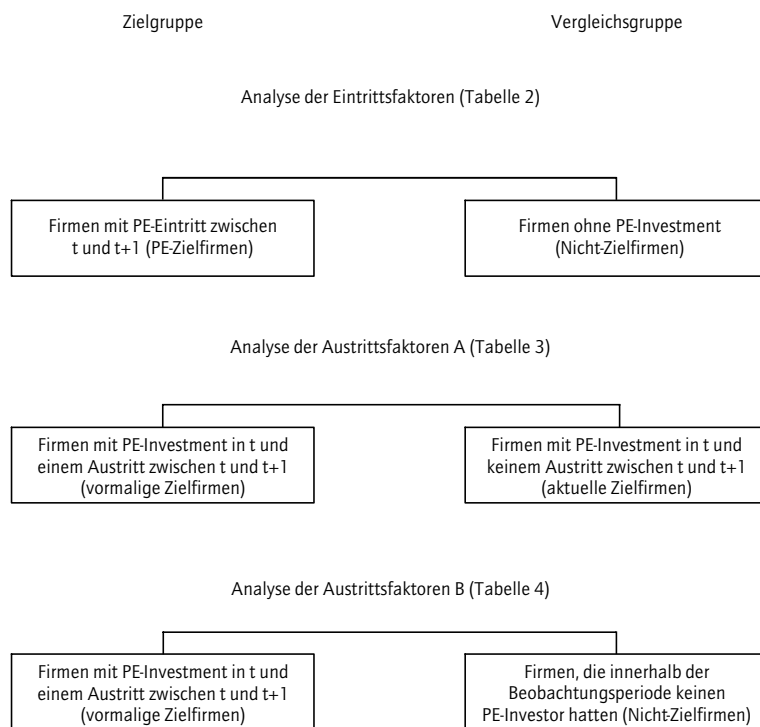 Zielgruppe
Vergleichsgruppe
Analyse der Eintrittsfaktoren (Tabelle 2)
Firmen mit PE-Eintritt zwischen
t und t+1 (PE-Zielfirmen)
Firmen ohne PE-Investment
(Nicht-Zielfirmen)
Analyse der Austrittsfaktoren A (Tabelle 3)
Firmen mit PE-Investment in t und
einem Austritt zwischen t und t+1
(vormalige Zielfirmen)
Firmen mit PE-Investment in t und
keinem Austritt zwischen t und t+1
(aktuelle Zielfirmen)
Analyse der Austrittsfaktoren B (Tabelle 4)
Firmen mit PE-Investment in t und
einem Austritt zwischen t und t+1
(vormalige Zielfirmen)
Firmen, die innerhalb der
Beobachtungsperiode keinen
PE-Investor hatten (Nicht-Zielfirmen)